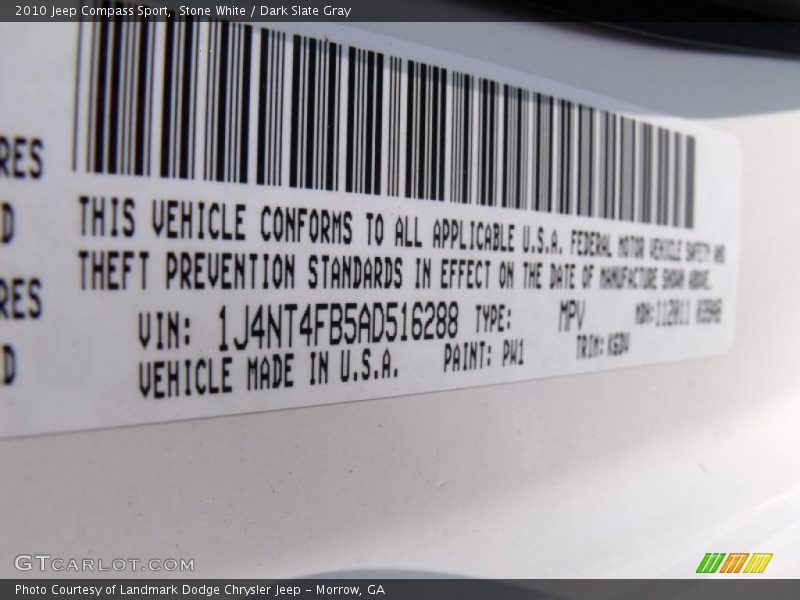 2010 Jeep Compass Sport, Stone White / Dark Slate Gray
RES
D
RES
D
THIS VEHICLE CONFORMS TO ALL APPLICABLE U.S.A. FEDERAL MOTOR VEHICLE SAFETY AND
THEFT PREVENTION STANDARDS IN EFFECT ON THE DATE OF MANUFACTURE SHOWN ABOVE.
VIN: 1J4NT4FB5AD516288 TYPE: MPV MDH:
VEHICLE MADE IN U.S.A. PAINT: PW1 TRIM:
GTCARLOT.COM
Photo Courtesy of Landmark Dodge Chrysler Jeep - Morrow, GA